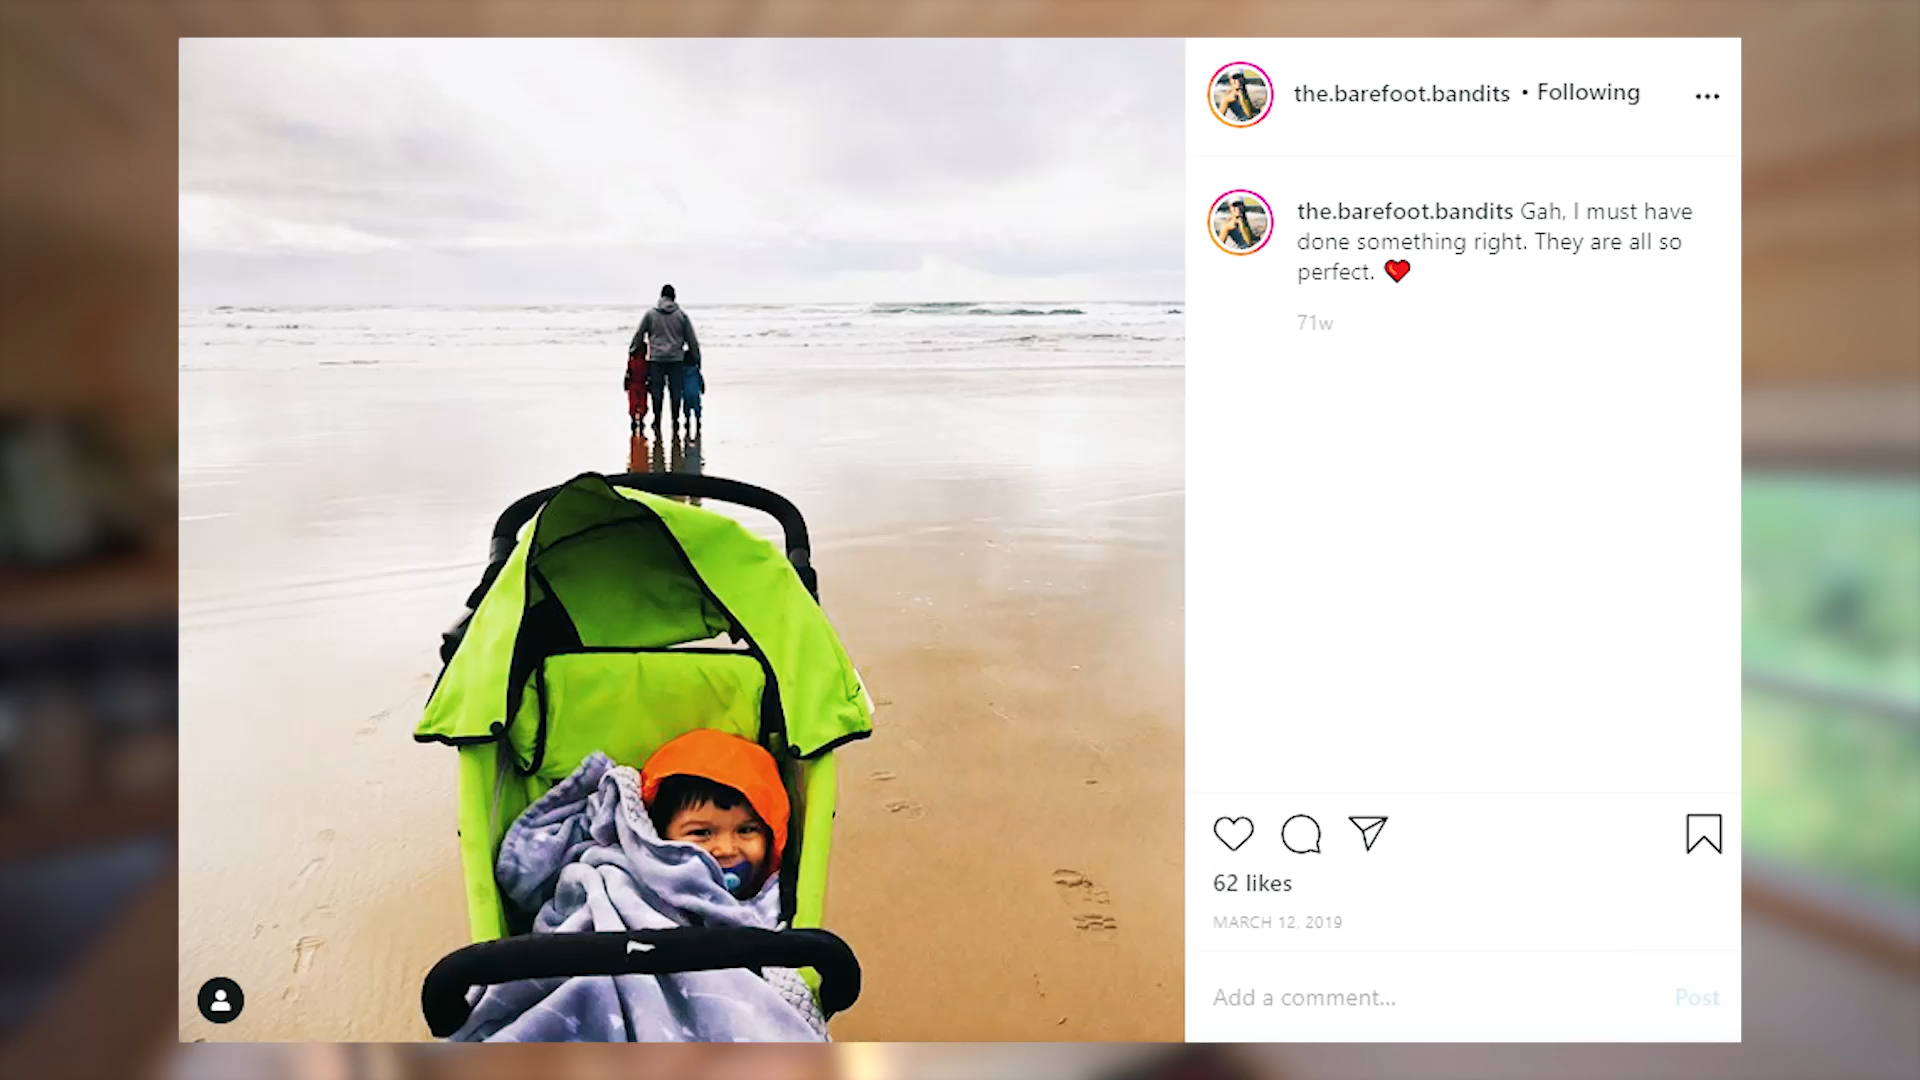 the.barefoot.bandits • Following
the.barefoot.bandits Gah, I must have
done something right. They are all so
perfect. ❤️
71w
62 likes
MARCH 12, 2019
Add a comment...
Post